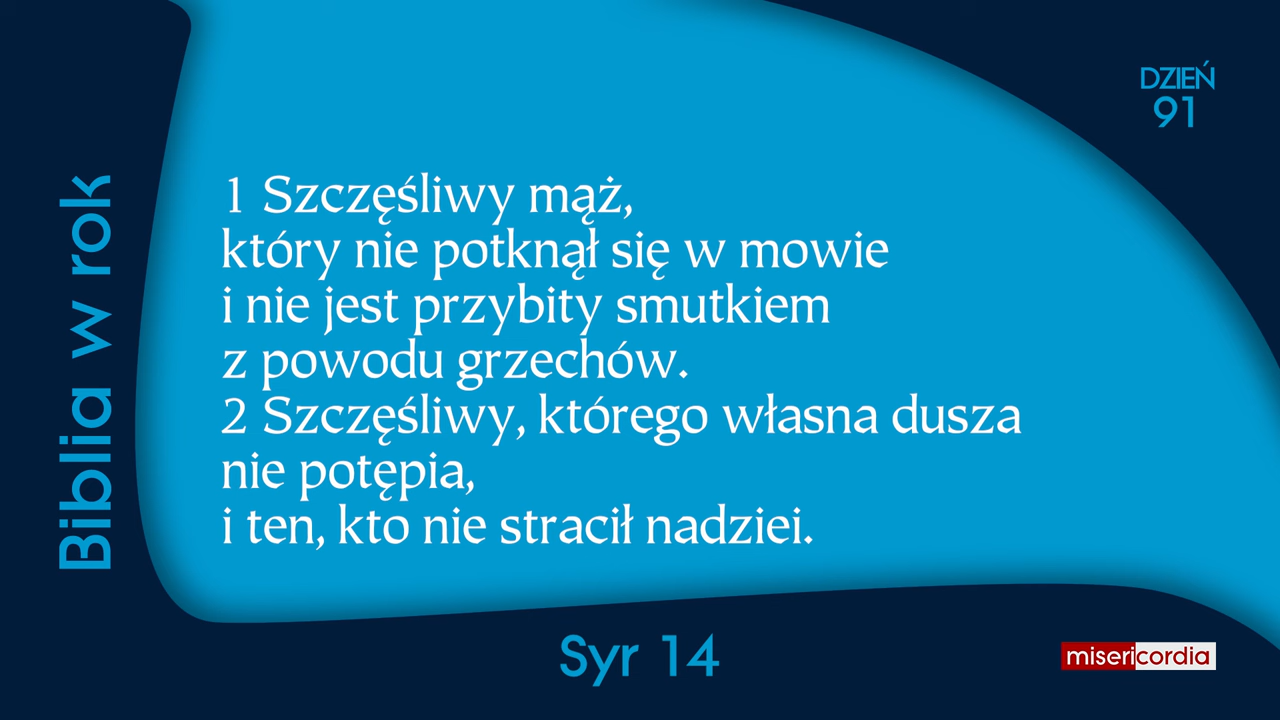 DZIEŃ
91
Biblia w rok
1 Szczęśliwy mąż,
który nie potknął się w mowie
i nie jest przybity smutkiem
z powodu grzechów.
2 Szczęśliwy, którego własna dusza
nie potępia,
i ten, kto nie stracił nadziei.
Syr 14
misericordia